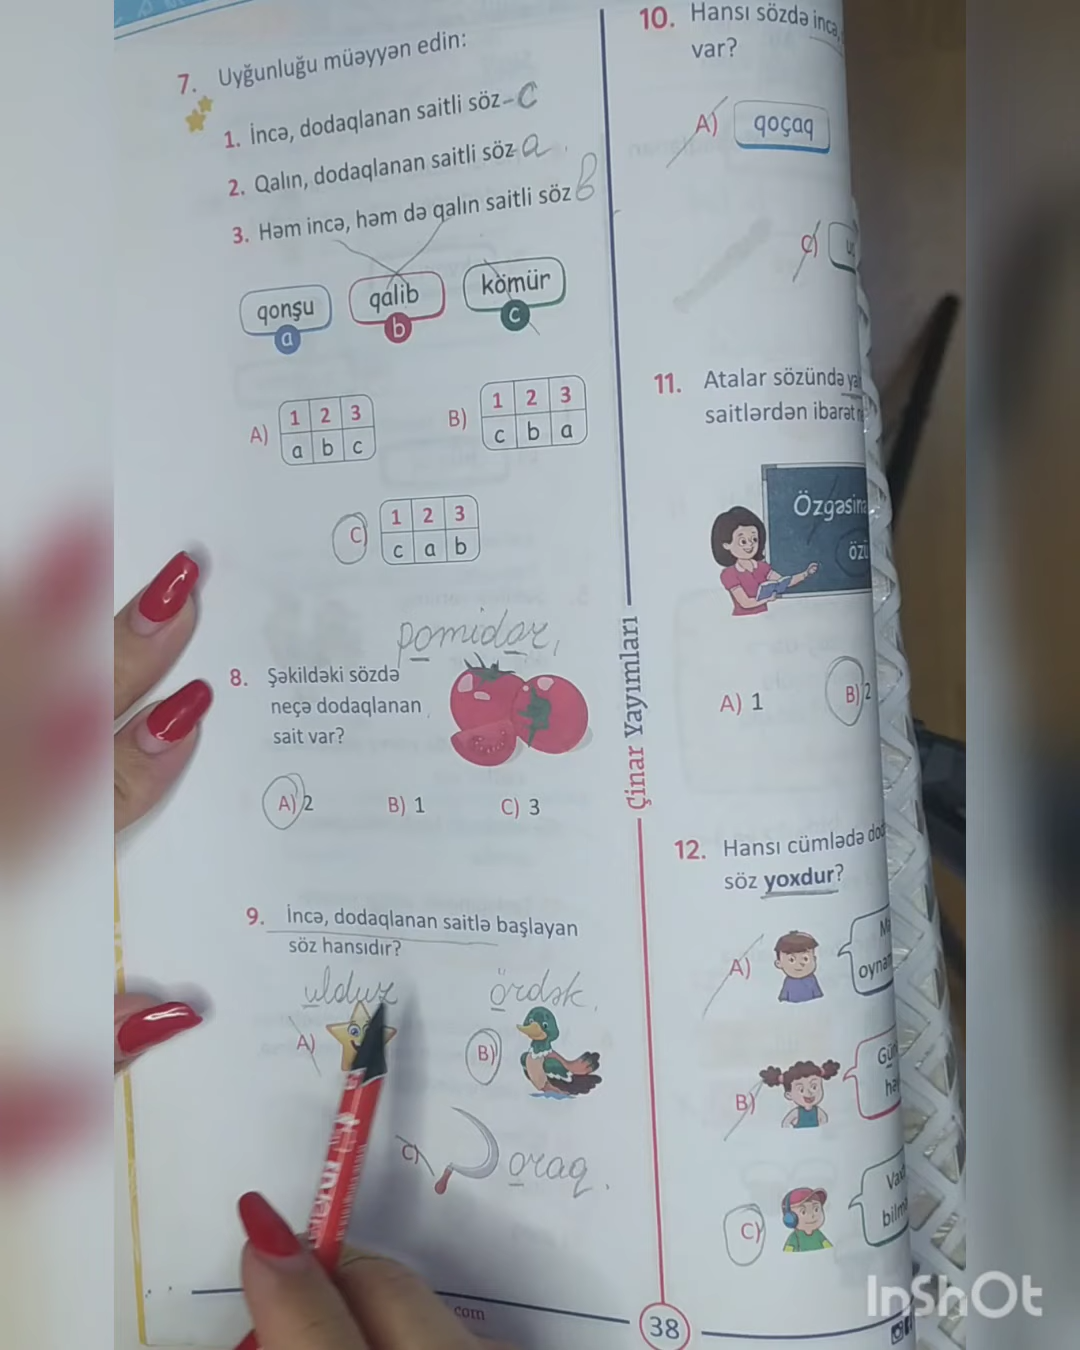 7. Uyğunluğu müəyyən edin:
1. İncə, dodaqlanan saitli söz-c
2. Qalın, dodaqlanan saitli söz a.
3. Həm incə, həm də qalın saitli söz b
qonşu
qalib
kömür
a
b
c
A)
1 2 3
a b c
B)
1 2 3
c b a
C)
1 2 3
c a b
pomidor,
8. Şəkildəki sözdə
neçə dodaqlanan
sait var?
A) 2
B) 1
C) 3
9. İncə, dodaqlanan saitlə başlayan
söz hansıdır?
ulduz
ördək.
A)
B)
C)
oraq.
com
Çinar Yayımları
38
10. Hansı sözdə incə,
var?
A) qoçaq
C)
11. Atalar sözündə
saitlərdən ibarət
Özgəsinə
A) 1
B) 2
12. Hansı cümlədə
söz yoxdur?
A)
B)
C)
InShOt